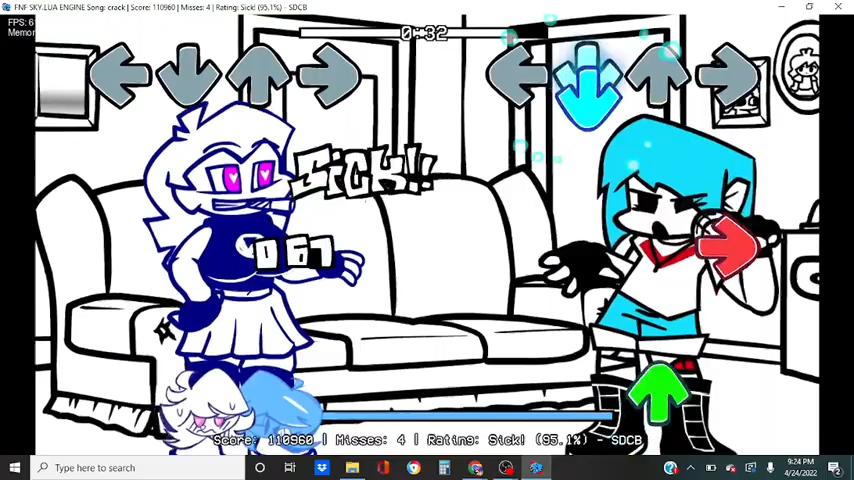 FNF SKY.LUA ENGINE Song: crack | Score: 110960 | Misses: 4 | Rating: Sick! (95.1%) - SDCB
FPS: 6
Memor
0:32
SiCK!!
067
Score: 110960 | Misses: 4 | Rating: Sick! (95.1%) - SDCB
Type here to search
9:24 PM
4/24/2022
2